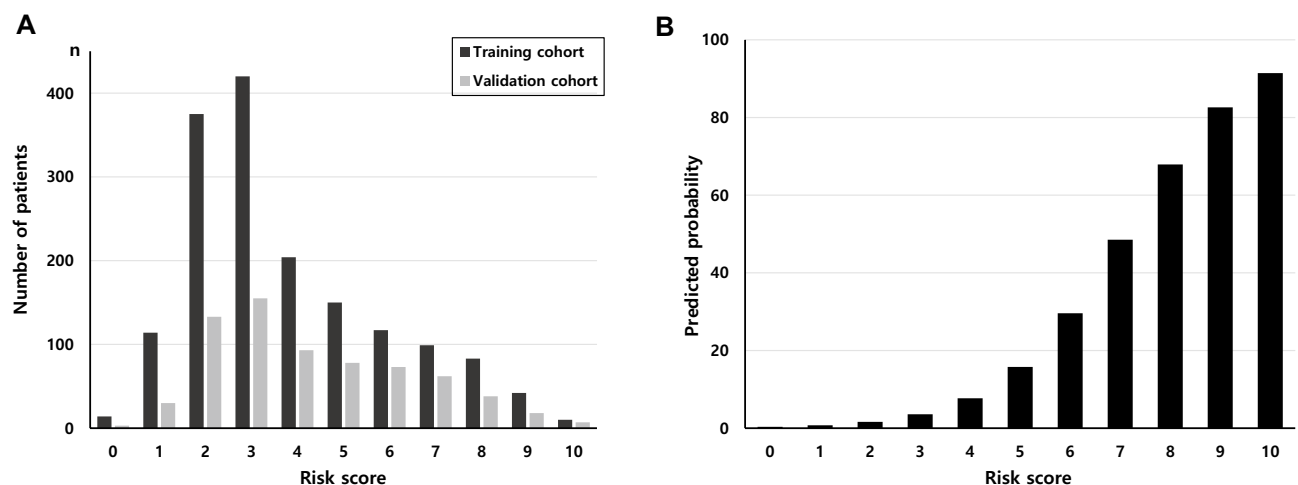 A
n
Training cohort
Validation cohort
400
300
200
100
0
Number of patients
0 1 2 3 4 5 6 7 8 9 10
Risk score
B
100
80
60
40
20
0
Predicted probability
0 1 2 3 4 5 6 7 8 9 10
Risk score